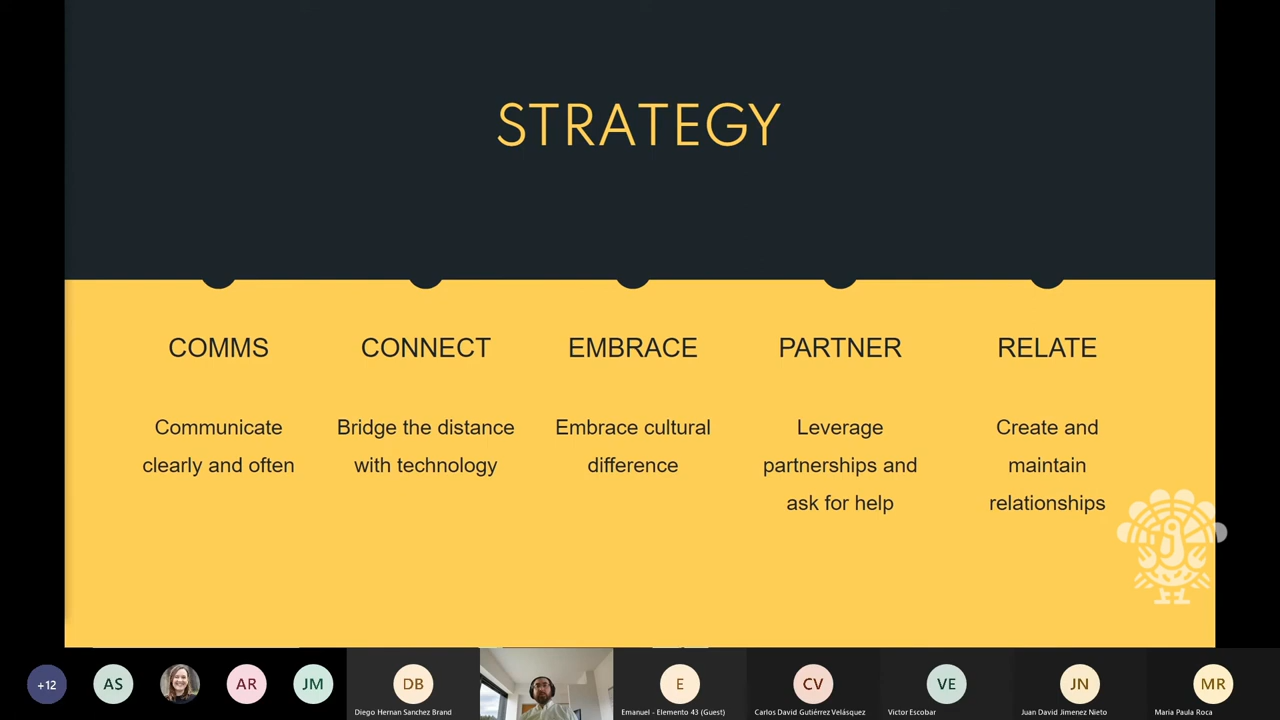 STRATEGY
COMMS
Communicate
clearly and often
CONNECT
Bridge the distance
with technology
EMBRACE
Embrace cultural
difference
PARTNER
Leverage
partnerships and
ask for help
RELATE
Create and
maintain
relationships
+12
AS
AR
JM
DB
Diego Hernan Sanchez Brand
E
Emanuel - Elemento 43 (Guest)
CV
Carlos David Gutiérrez Velásquez
VE
Victor Escobar
JN
Juan David Jimenez Nieto
MR
Maria Paula Roca